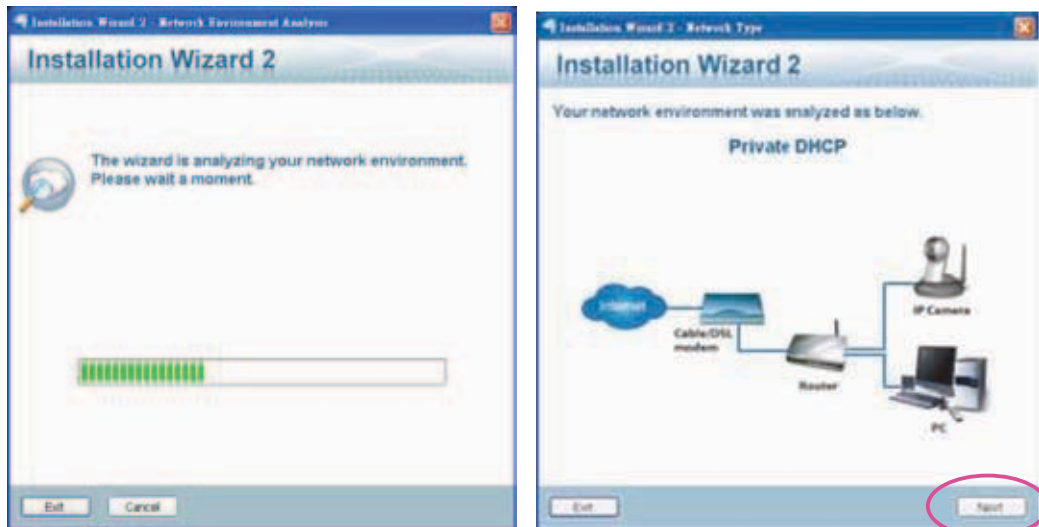 Installation Wizard 2 - Network Environment Analyzer
Installation Wizard 2
The wizard is analyzing your network environment.
Please wait a moment.
Exit
Cancel
Installation Wizard 2 - Network Type
Installation Wizard 2
Your network environment was analyzed as below.
Private DHCP
Internet
Cable/DSL
modem
IP Camera
Router
PC
Exit
Next